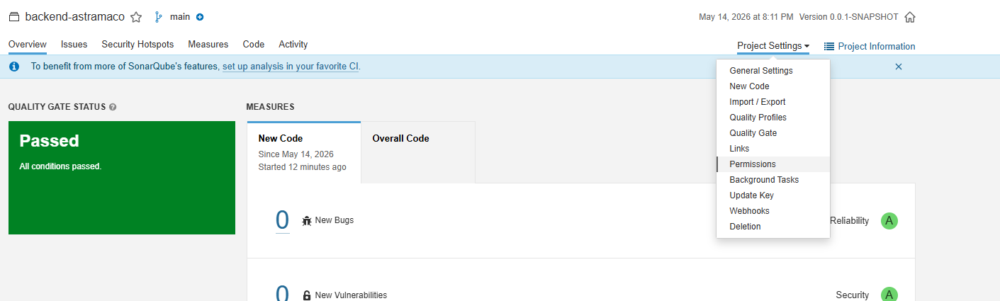 backend-astramaco main May 14, 2026 at 8:11 PM Version 0.0.1-SNAPSHOT
Overview Issues Security Hotspots Measures Code Activity Project Settings Project Information
To benefit from more of SonarQube's features, set up analysis in your favorite CI.
General Settings
New Code
Import / Export
Quality Profiles
Quality Gate
Links
Permissions
Background Tasks
Update Key
Webhooks
Deletion
QUALITY GATE STATUS ?
Passed
All conditions passed.
MEASURES
New Code
Since May 14, 2026
Started 12 minutes ago
Overall Code
0 New Bugs Reliability A
0 New Vulnerabilities Security A